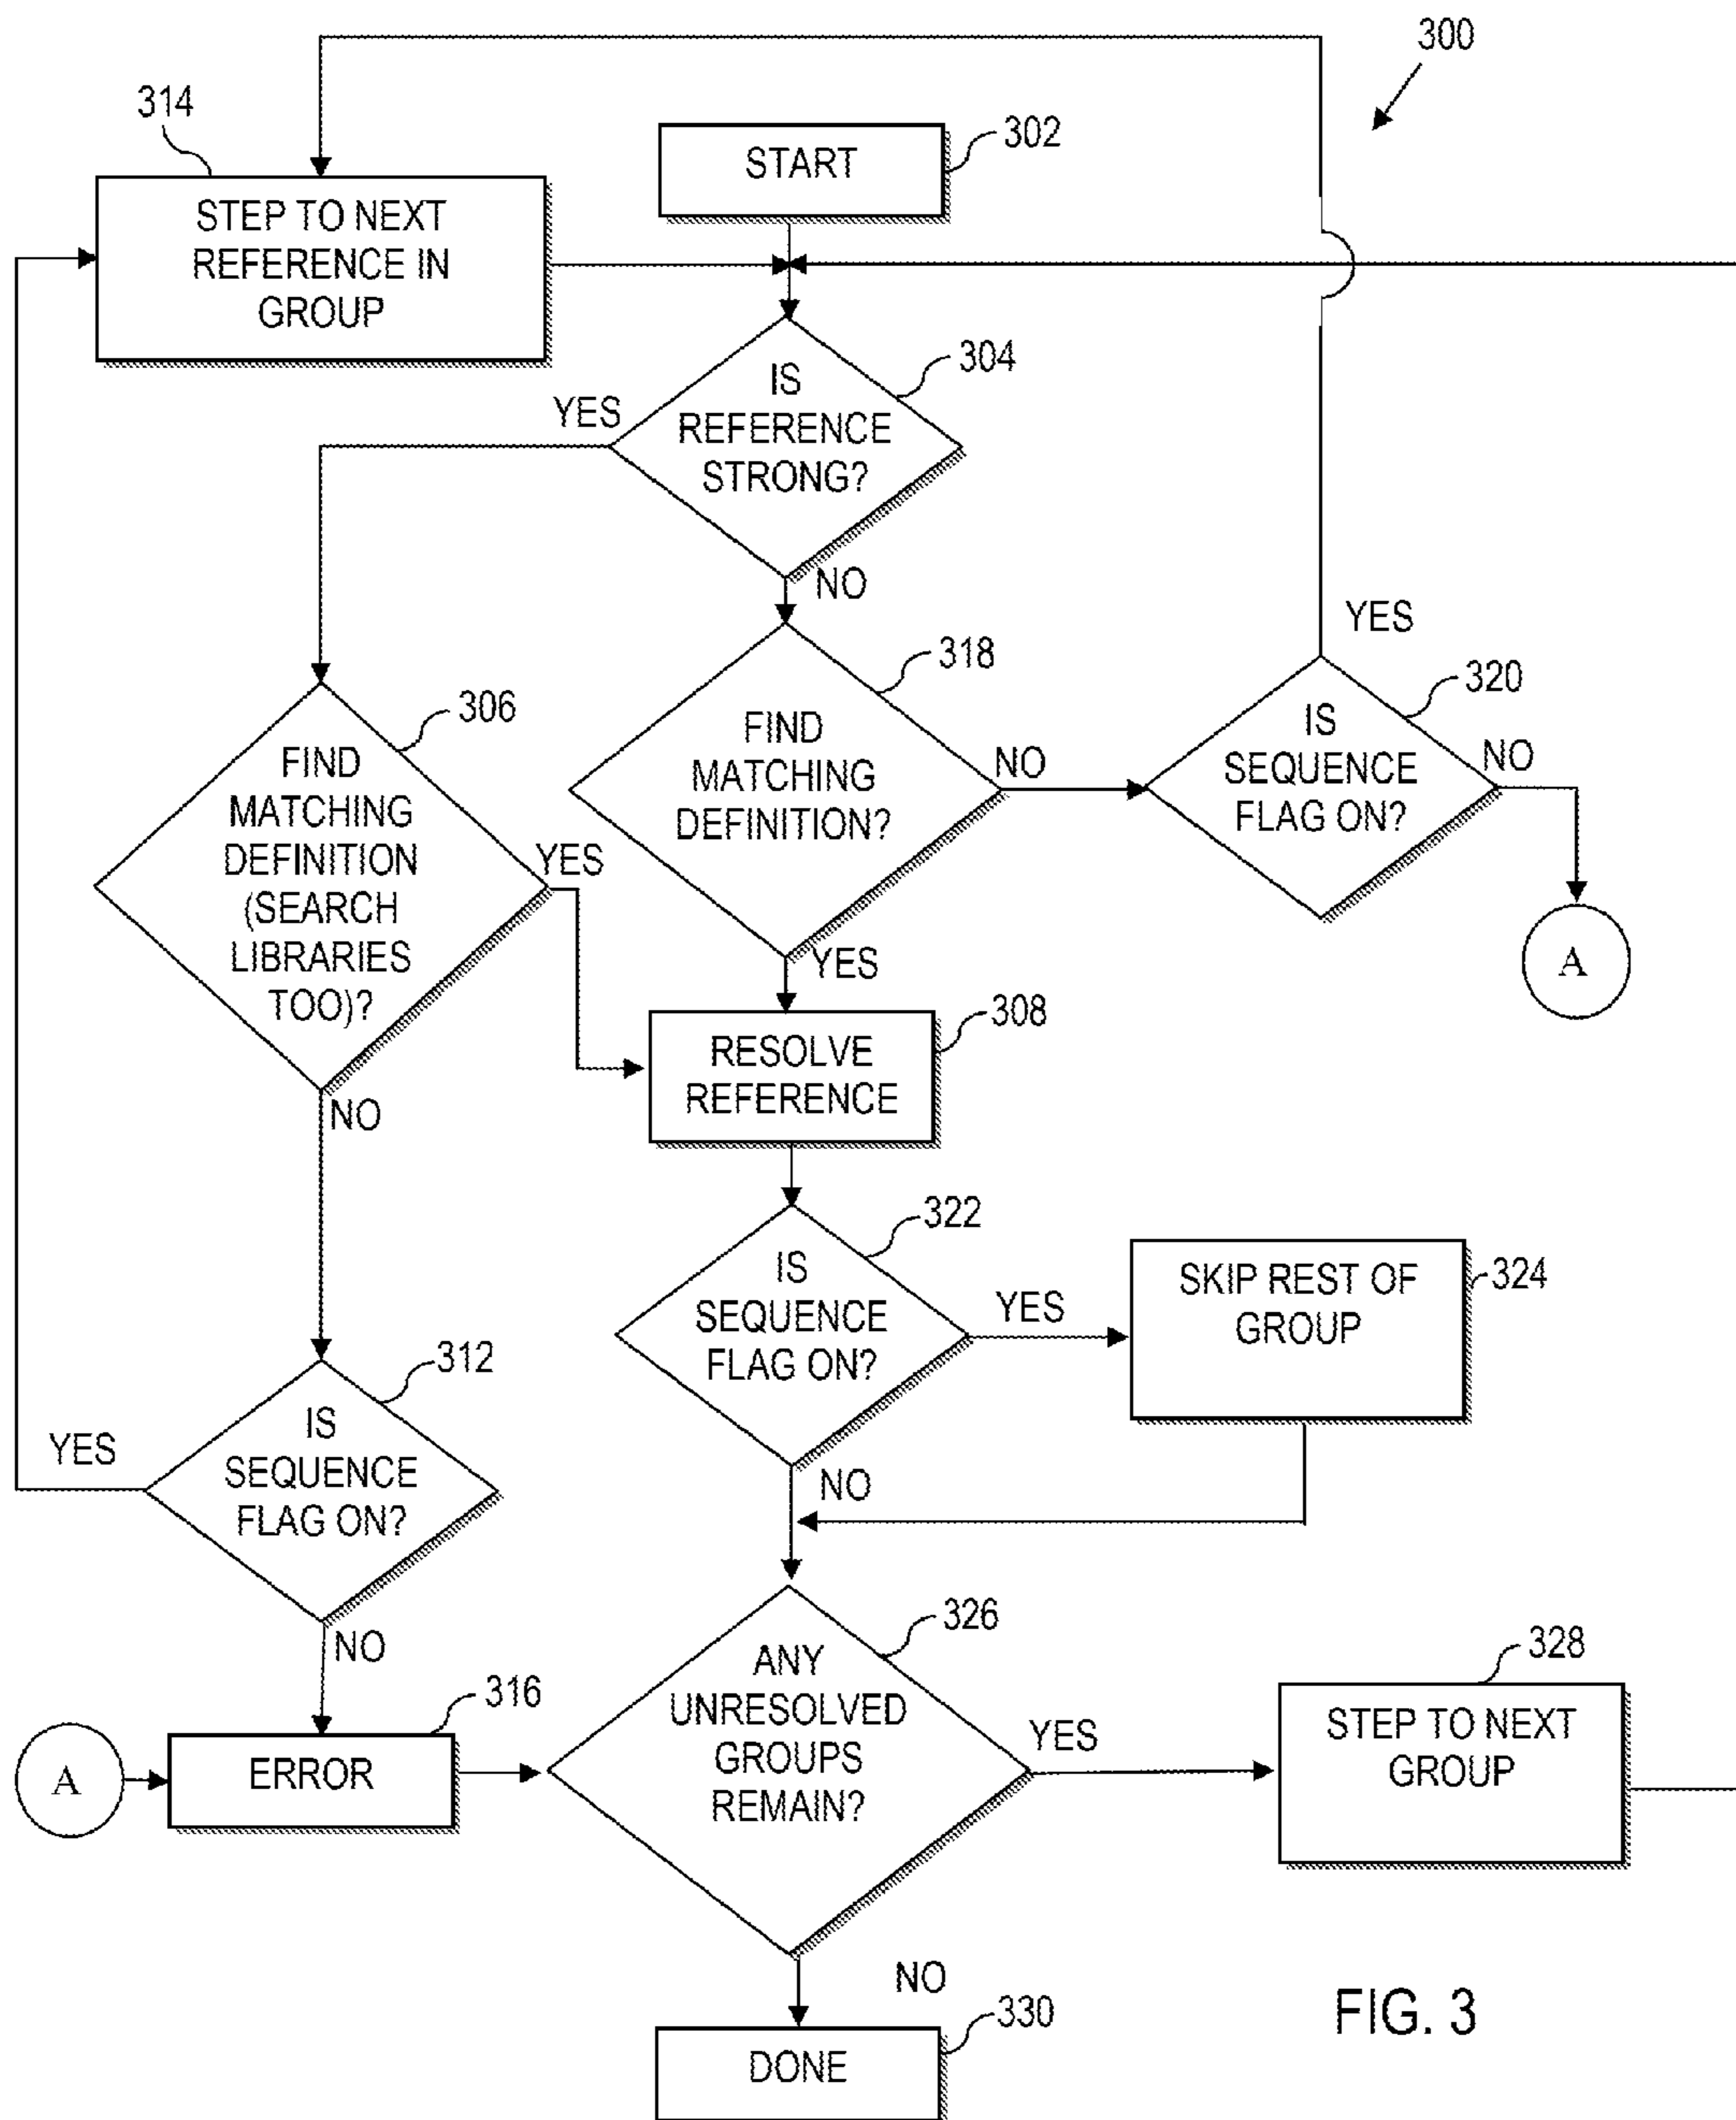 300
314
302
START
STEP TO NEXT
REFERENCE IN
GROUP
304
IS
REFERENCE
STRONG?
YES
NO
YES
318
320
306
FIND
MATCHING
DEFINITION?
NO
IS
SEQUENCE
FLAG ON?
NO
FIND
MATCHING
DEFINITION
(SEARCH
LIBRARIES
TOO)?
YES
YES
A
308
RESOLVE
REFERENCE
NO
322
IS
SEQUENCE
FLAG ON?
YES
SKIP REST OF
GROUP
324
312
IS
SEQUENCE
FLAG ON?
YES
NO
NO
326
ANY
UNRESOLVED
GROUPS
REMAIN?
YES
328
STEP TO NEXT
GROUP
316
A
ERROR
NO
330
DONE
FIG. 3